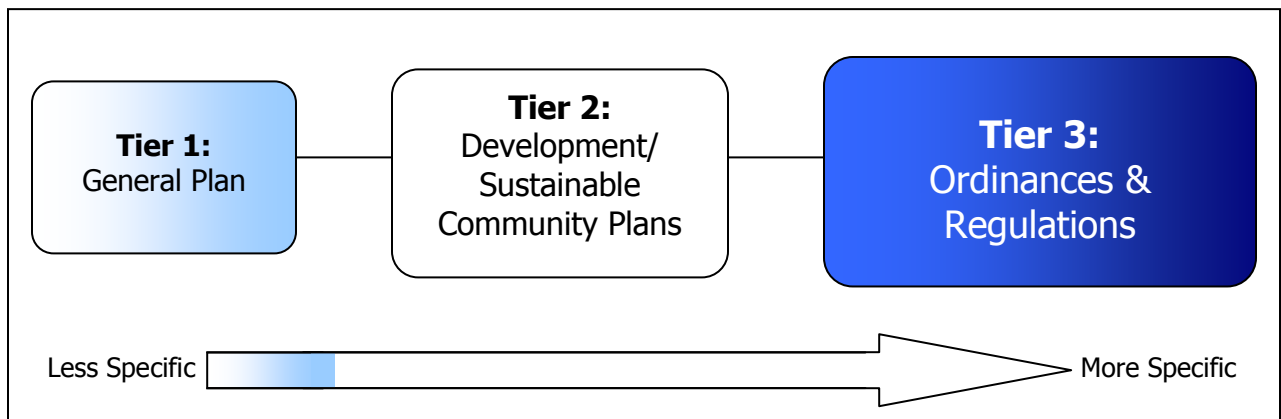 Tier 1:
General Plan
Tier 2:
Development/
Sustainable
Community Plans
Tier 3:
Ordinances &
Regulations
Less Specific
More Specific